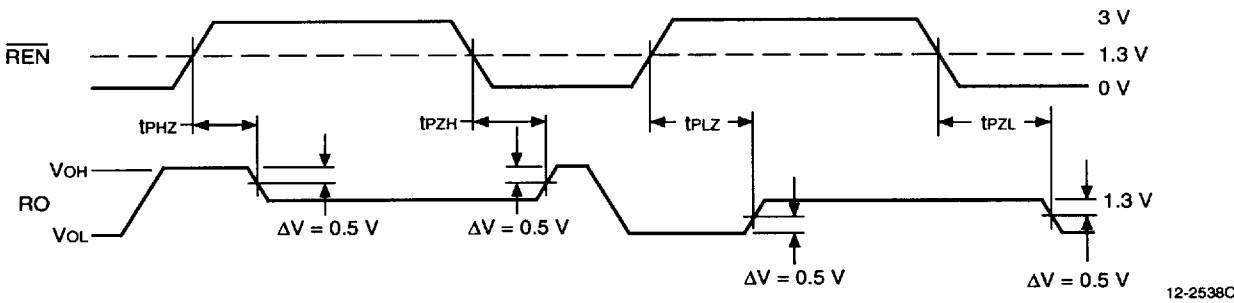 3 V
REN
1.3 V
0 V
tPHZ
tPZH
tPLZ
tPZL
VOH
RO
1.3 V
VOL
ΔV = 0.5 V
ΔV = 0.5 V
ΔV = 0.5 V
ΔV = 0.5 V
12-2538C